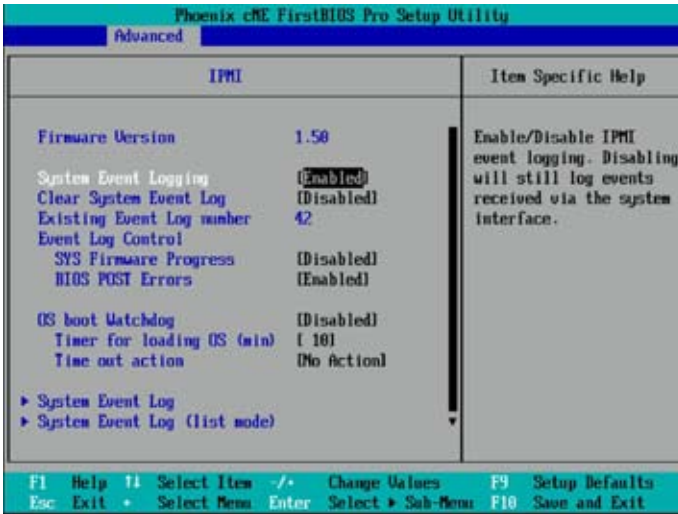 Phoenix cME FirstBIOS Pro Setup Utility
Advanced
IPMI
Item Specific Help
Firmware Version 1.50
System Event Logging [Enabled]
Clear System Event Log [Disabled]
Existing Event Log number 42
Event Log Control
SYS Firmware Progress [Disabled]
BIOS POST Errors [Enabled]
OS boot Watchdog [Disabled]
Timer for loading OS (min) [ 10]
Time out action [No Action]
System Event Log
System Event Log (list mode)
Enable/Disable IPMI
event logging. Disabling
will still log events
received via the system
interface.
F1 Help ↑↓ Select Item -/+ Change Values F9 Setup Defaults
Esc Exit Select Menu Enter Select ▶ Sub-Menu F10 Save and Exit